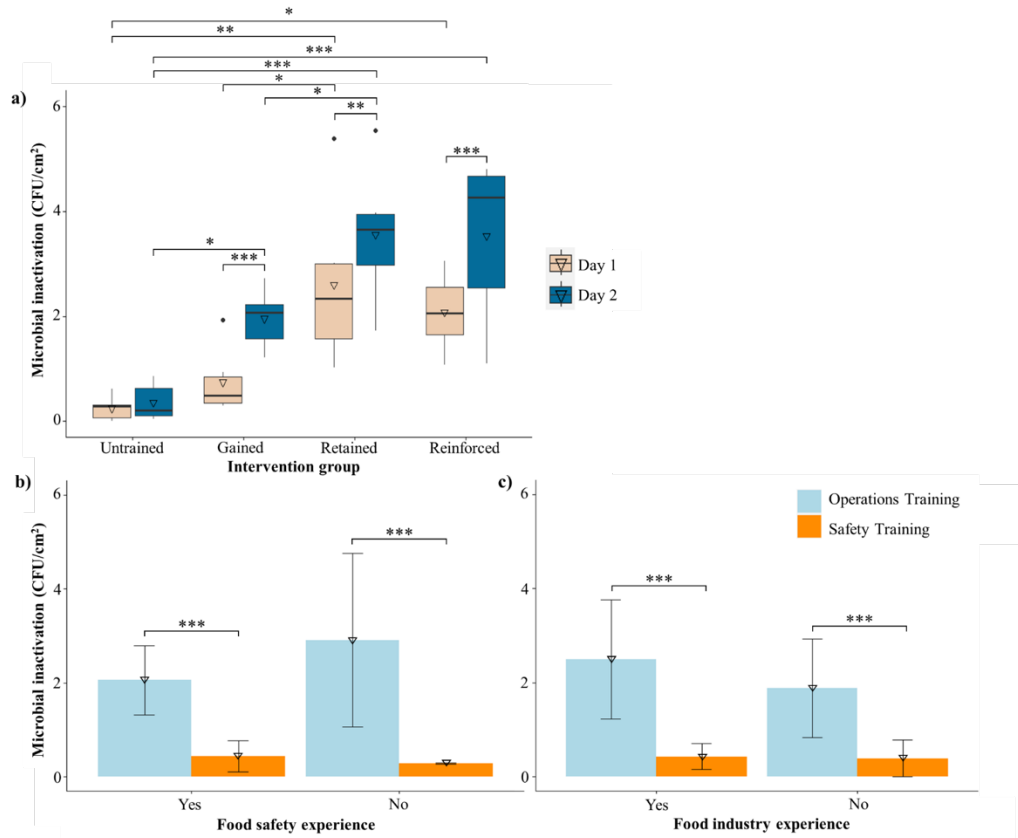 *
**
***
***
*
a)
*
**
6
***
4
*
***
Day 1
Day 2
2
0
Microbial inactivation (CFU/cm²)
Untrained Gained Retained Reinforced
Intervention group
b)
6
***
4
***
2
0
Microbial inactivation (CFU/cm²)
Yes No
Food safety experience
c)
6
Operations Training
Safety Training
4
***
***
2
0
Yes No
Food industry experience